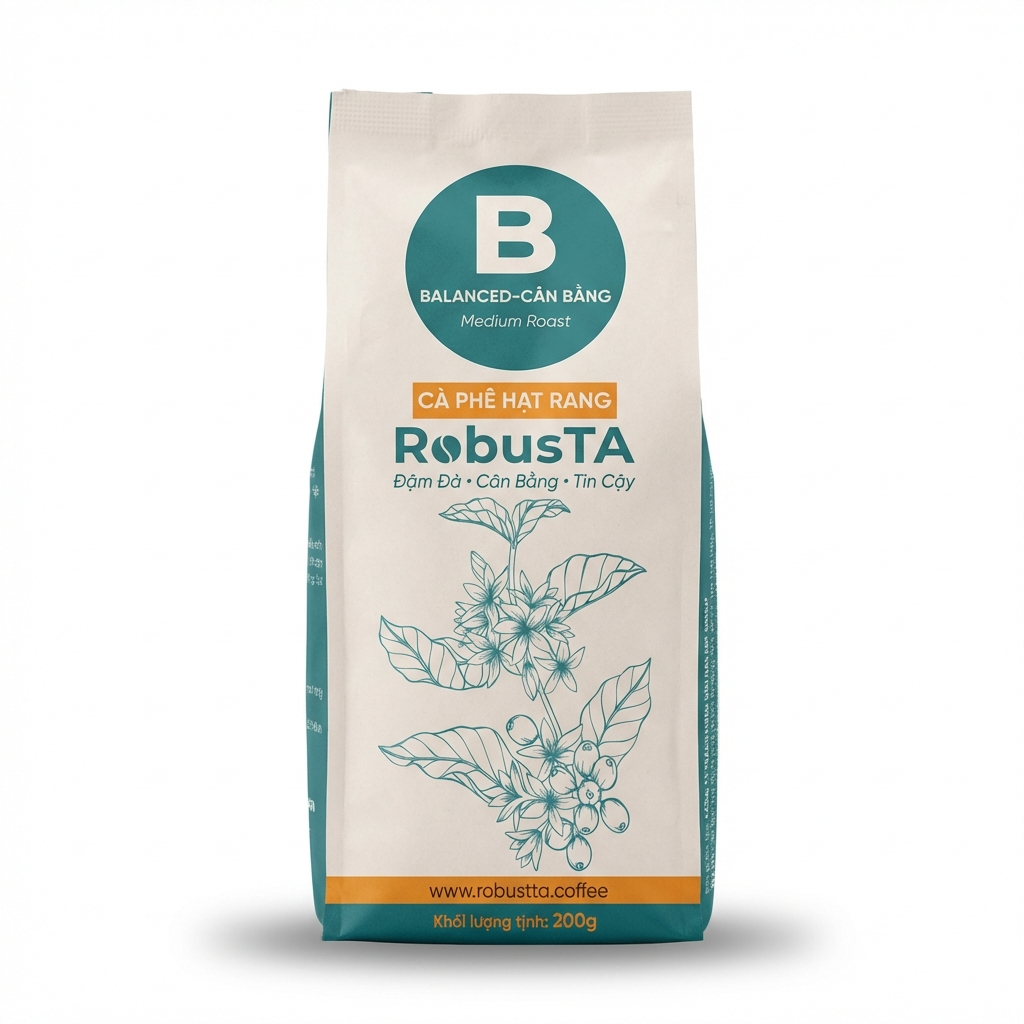 B
BALANCED-CÂN BẰNG
Medium Roast
CÀ PHÊ HẠT RANG
RobusTA
Đậm Đà • Cân Bằng • Tin Cậy
www.robustta.coffee
Khối lượng tịnh: 200g